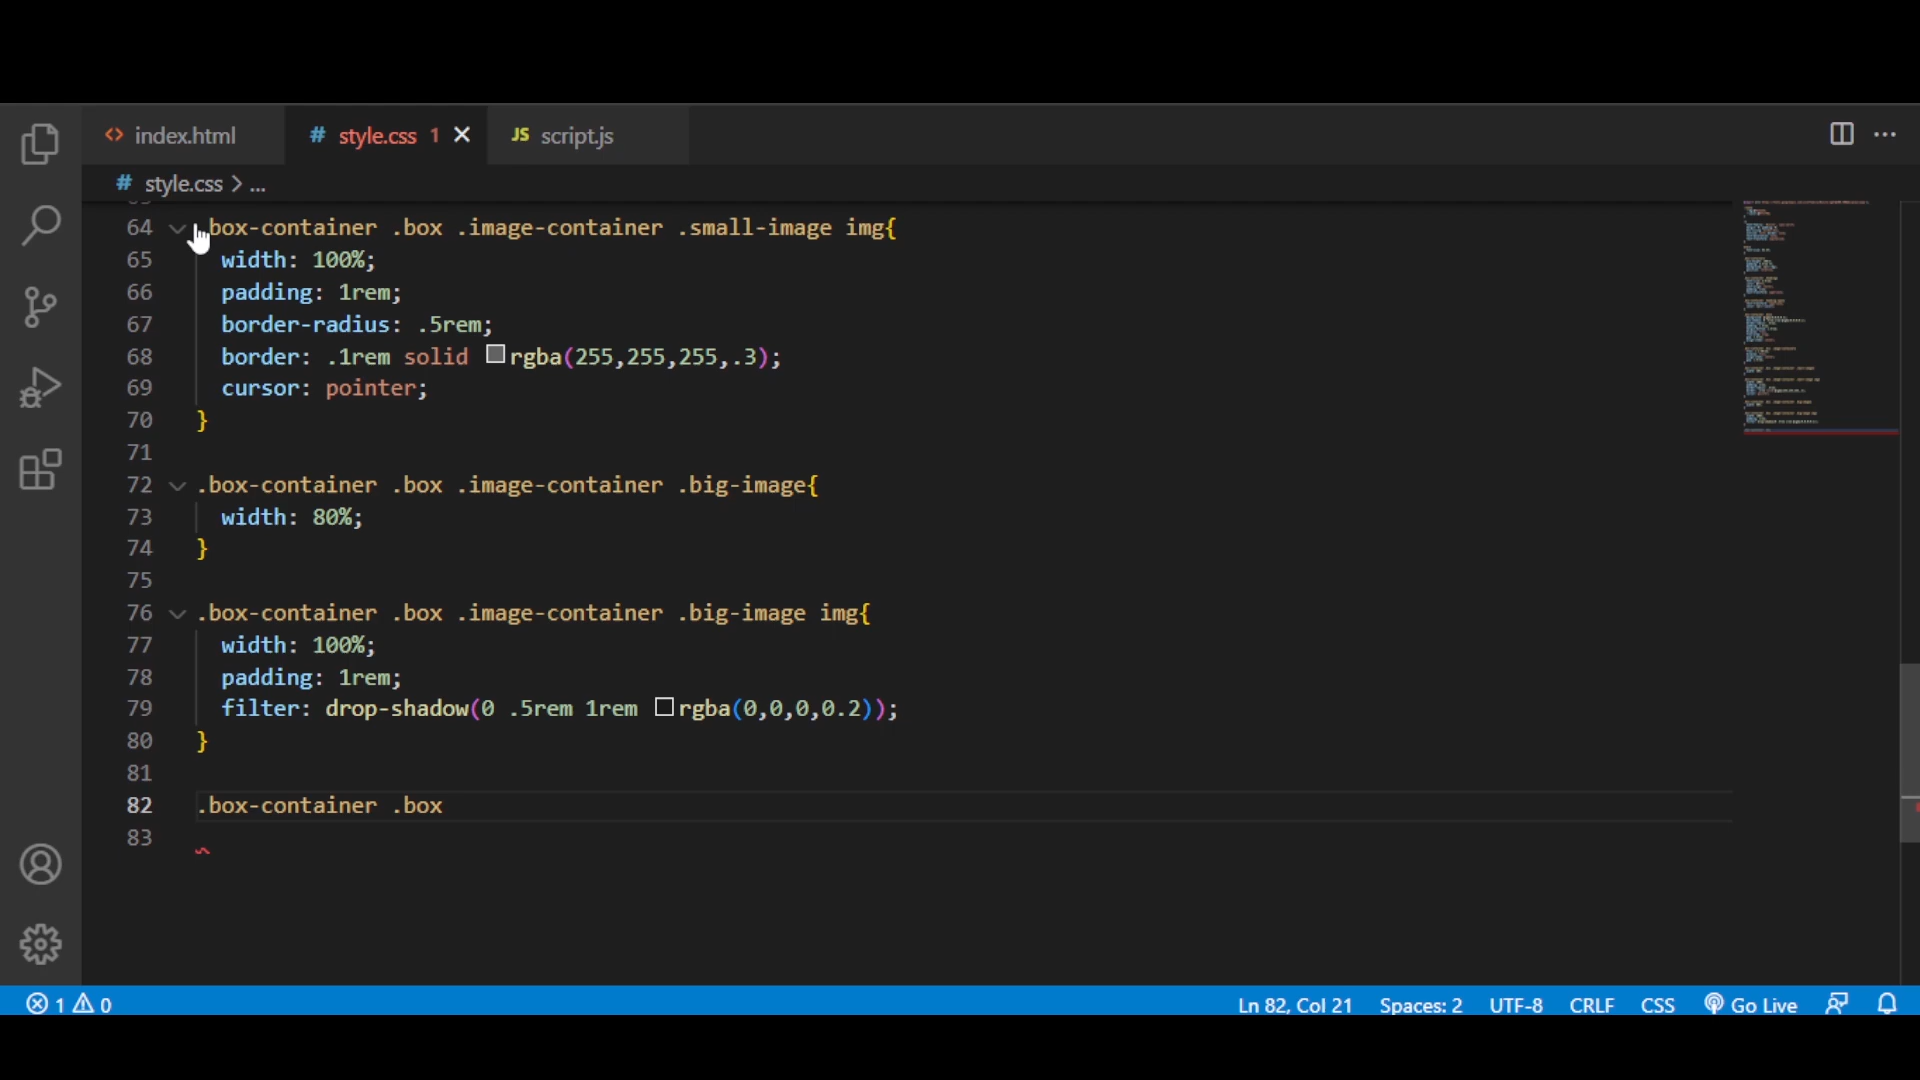 index.html
style.css 1
JS script.js
# style.css > ...
64 .box-container .box .image-container .small-image img{
65 width: 100%;
66 padding: 1rem;
67 border-radius: .5rem;
68 border: .1rem solid rgba(255,255,255,.3);
69 cursor: pointer;
70 }
71
72 .box-container .box .image-container .big-image{
73 width: 80%;
74 }
75
76 .box-container .box .image-container .big-image img{
77 width: 100%;
78 padding: 1rem;
79 filter: drop-shadow(0 .5rem 1rem rgba(0,0,0,0.2));
80 }
81
82 .box-container .box
83
1 0 Ln 82, Col 21 Spaces: 2 UTF-8 CRLF CSS Go Live